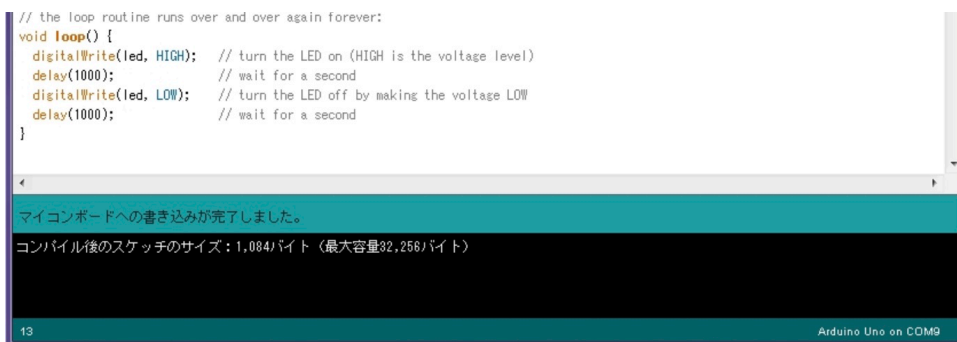 // the loop routine runs over and over again forever:
void loop() {
  digitalWrite(led, HIGH);   // turn the LED on (HIGH is the voltage level)
  delay(1000);               // wait for a second
  digitalWrite(led, LOW);    // turn the LED off by making the voltage LOW
  delay(1000);               // wait for a second
}
マイコンボードへの書き込みが完了しました。
コンパイル後のスケッチのサイズ：1,084バイト（最大容量32,256バイト）
13 Arduino Uno on COM9